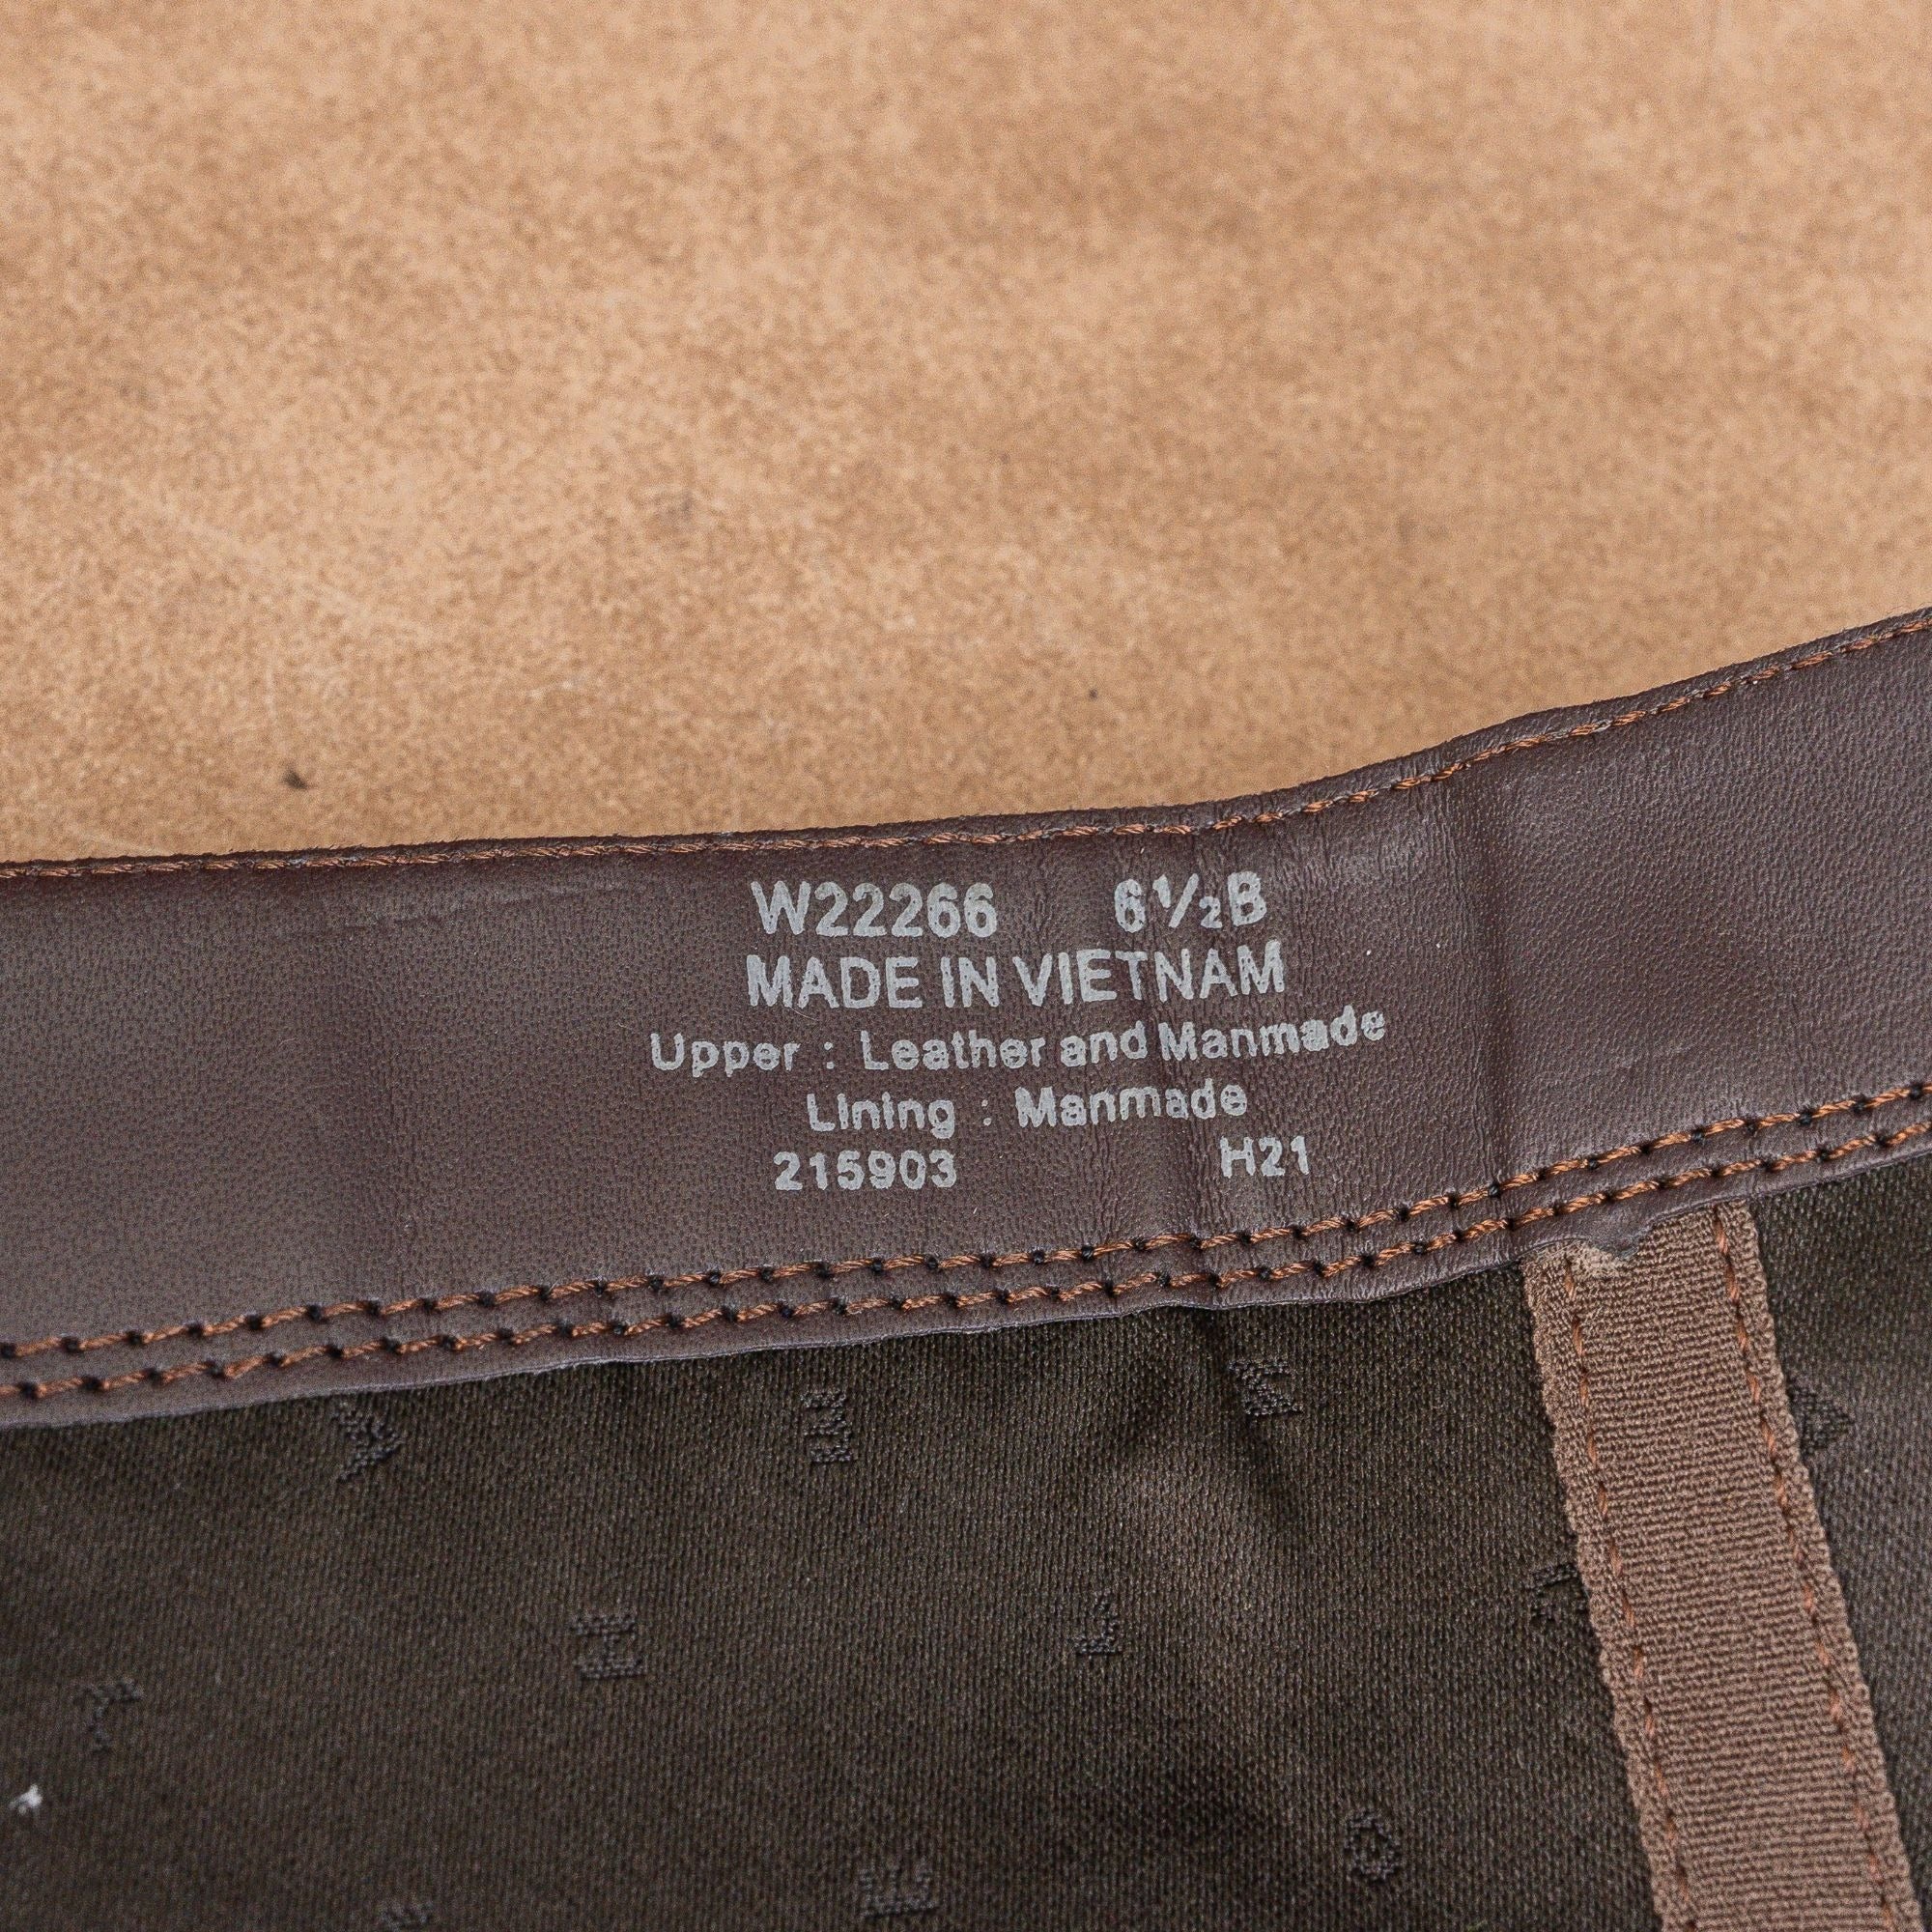 W22266 6½B
MADE IN VIETNAM
Upper : Leather and Manmade
Lining : Manmade
215903 H21